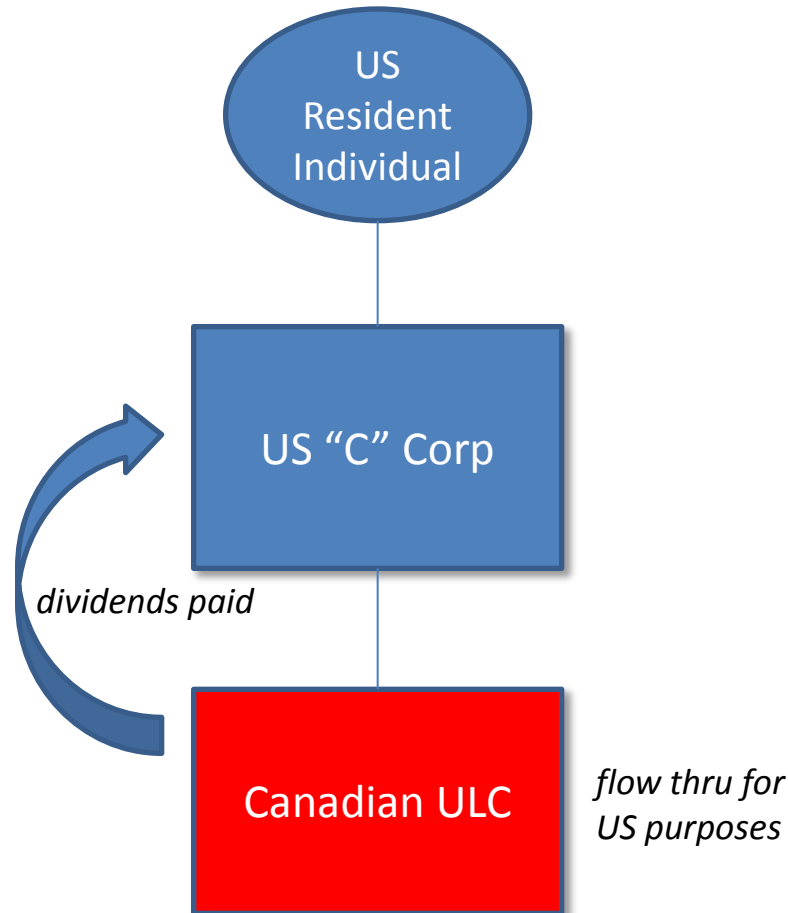 US
Resident
Individual
US “C” Corp
dividends paid
Canadian ULC
flow thru for
US purposes